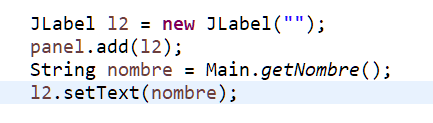 JLabel l2 = new JLabel("");
panel.add(l2);
String nombre = Main.getNombre();
l2.setText(nombre);